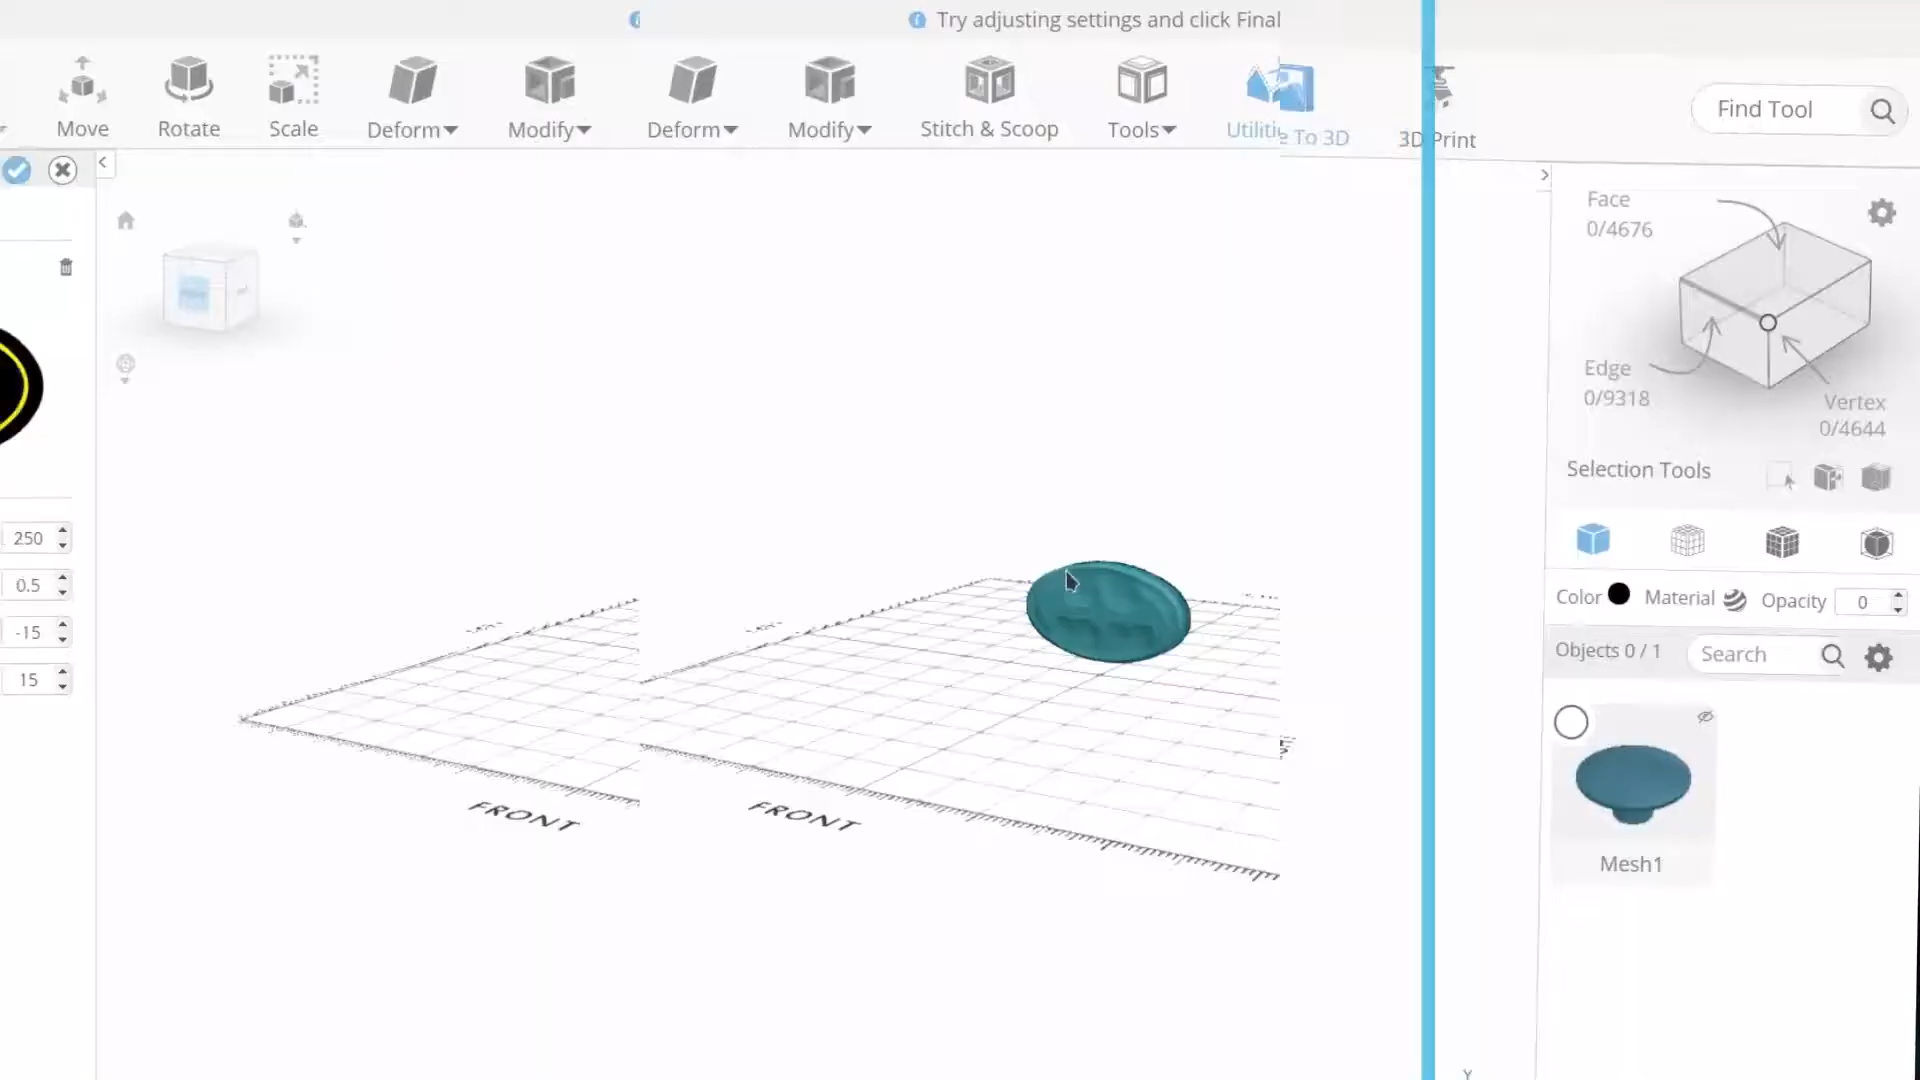 Try adjusting settings and click Final
Move
Rotate
Scale
Deform
Modify
Deform
Modify
Stitch & Scoop
Tools
Utiliti
e To 3D
3D Print
Find Tool
Face
0/4676
Edge
0/9318
Vertex
0/4644
Selection Tools
250
0.5
-15
15
Color
Material
Opacity
0
Objects 0 / 1
Search
Mesh1
FRONT
FRONT
Y